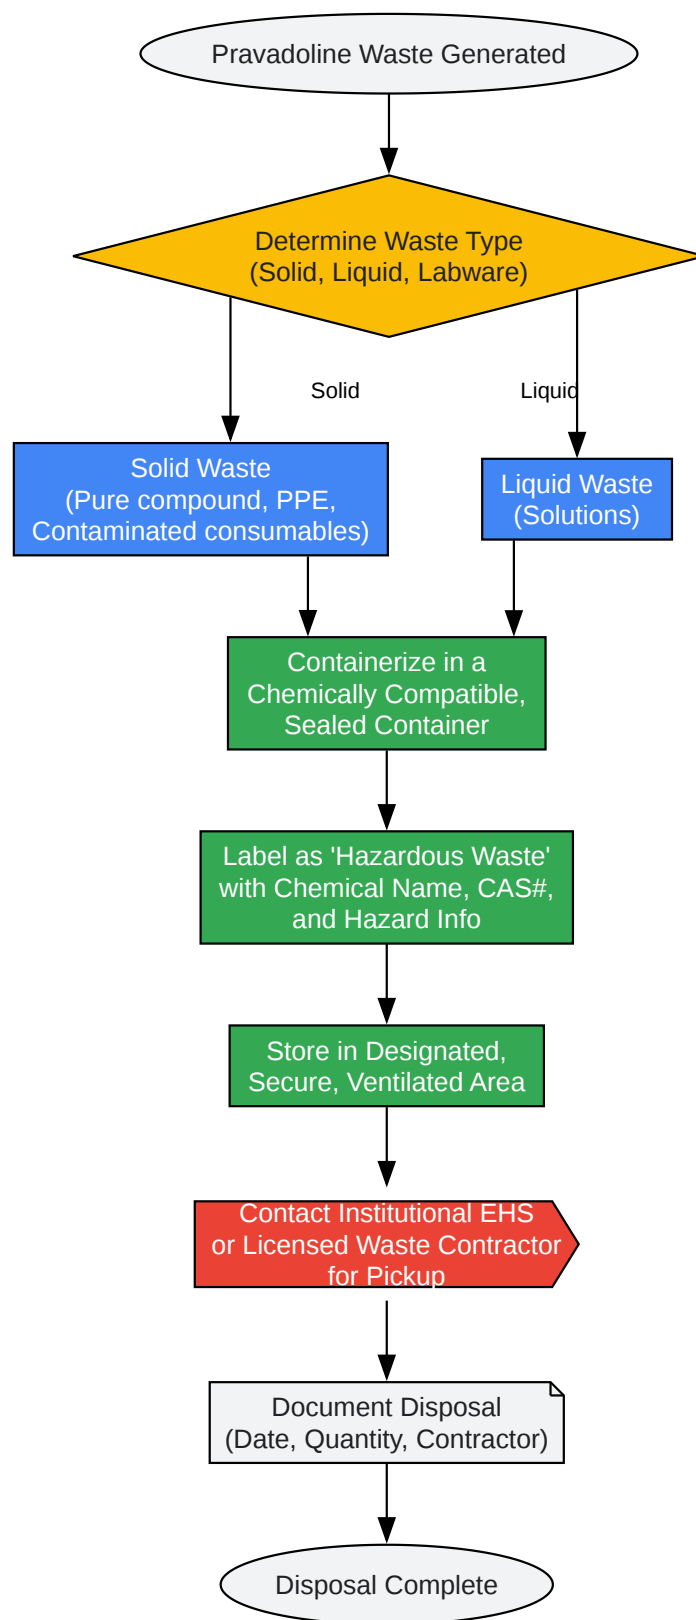 Pravadoline Waste Generated
Determine Waste Type
(Solid, Liquid, Labware)
Solid
Liquid
Solid Waste
(Pure compound, PPE,
Contaminated consumables)
Liquid Waste
(Solutions)
Containerize in a
Chemically Compatible,
Sealed Container
Label as 'Hazardous Waste'
with Chemical Name, CAS#,
and Hazard Info
Store in Designated,
Secure, Ventilated Area
Contact Institutional EHS
or Licensed Waste Contractor
for Pickup
Document Disposal
(Date, Quantity, Contractor)
Disposal Complete